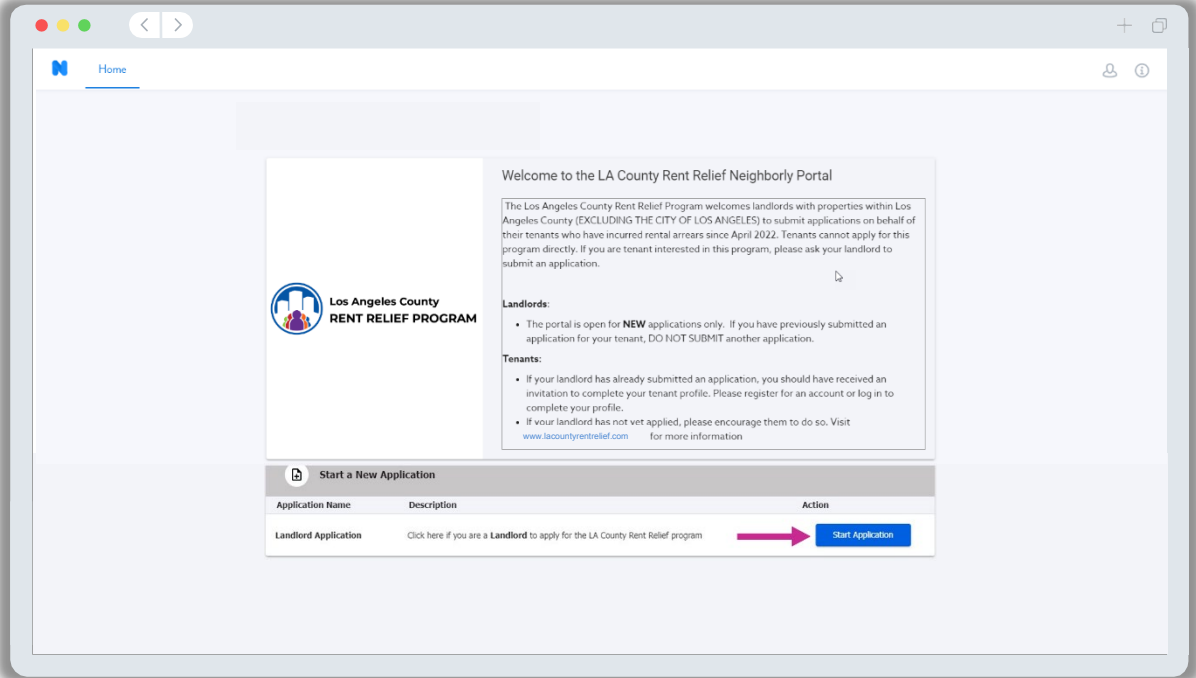 Home
Welcome to the LA County Rent Relief Neighborly Portal
The Los Angeles County Rent Relief Program welcomes landlords with properties within Los
Angeles County (EXCLUDING THE CITY OF LOS ANGELES) to submit applications on behalf of
their tenants who have incurred rental arrears since April 2022. Tenants cannot apply for this
program directly. If you are tenant interested in this program, please ask your landlord to
submit an application.
Los Angeles County
RENT RELIEF PROGRAM
Landlords:
• The portal is open for NEW applications only. If you have previously submitted an
application for your tenant, DO NOT SUBMIT another application.
Tenants:
• If your landlord has already submitted an application, you should have received an
invitation to complete your tenant profile. Please register for an account or log in to
complete your profile.
• If your landlord has not yet applied, please encourage them to do so. Visit
www.lacountyrentrelief.com for more information
Start a New Application
Application Name Description Action
Landlord Application Click here if you are a Landlord to apply for the LA County Rent Relief program Start Application